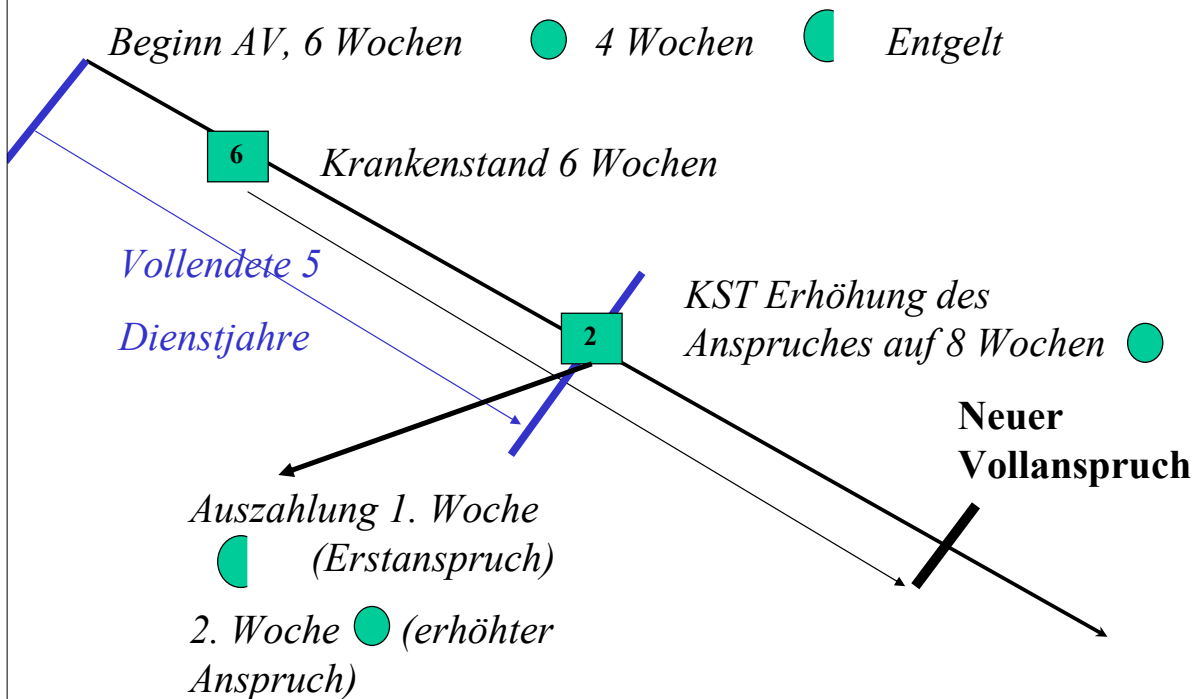 Beginn AV, 6 Wochen 4 Wochen Entgelt
6
Krankenstand 6 Wochen
Vollendete 5
Dienstjahre
2
KST Erhöhung des
Anspruches auf 8 Wochen
Neuer
Vollanspruch
Auszahlung 1. Woche
(Erstanspruch)
2. Woche (erhöhter
Anspruch)